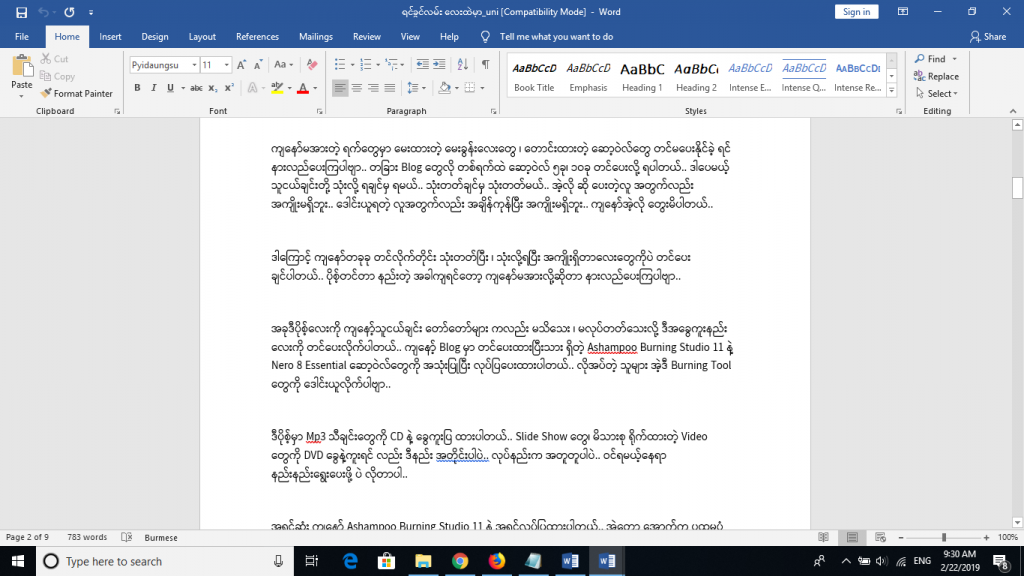 ရင်ခွင်လမ်း လေးထဲမှာ_uni [Compatibility Mode] - Word
Sign in
File Home Insert Design Layout References Mailings Review View Help Tell me what you want to do Share
Paste
Cut
Copy
Format Painter
Pyidaungsu 11
Clipboard Font Paragraph Styles Editing
AaBbCcD Book Title
AaBbCcD Emphasis
AaBbC Heading 1
AaBbC Heading 2
AaBbCcD Intense E...
AaBbCcD Intense Q...
AABBCCD Intense Re...
Find
Replace
Select
ကျနော်မအားတဲ့ ရက်တွေမှာ မေးထားတဲ့ မေးခွန်းလေးတွေ ၊ တောင်းထားတဲ့ ဆော့ဝဲလ်တွေ တင်မပေးနိုင်ခဲ့ ရင်
နားလည်ပေးကြပါဗျာ.. တခြား Blog တွေလို တစ်ရက်ထဲ ဆော့ဝဲလ် ၅ခု၊ ၁၀ခု တင်ပေးလို့ ရပါတယ်.. ဒါပေမယ့်
သူငယ်ချင်းတို့ သုံးလို့ ရချင်မှ ရမယ်.. သုံးတတ်ချင်မှ သုံးတတ်မယ်.. အဲ့လို ဆို ပေးတဲ့လူ အတွက်လည်း
အကျိုးမရှိဘူး.. ဒေါင်းယူရတဲ့ လူအတွက်လည်း အချိန်ကုန်ပြီး အကျိုးမရှိဘူး.. ကျနော်အဲ့လို တွေးမိပါတယ်..
ဒါကြောင့် ကျနော်တခုခု တင်လိုက်တိုင်း သုံးတတ်ပြီး ၊ သုံးလို့ရပြီး အကျိုးရှိတာလေးတွေကိုပဲ တင်ပေး
ချင်ပါတယ်.. ပို့စ်တင်တာ နည်းတဲ့ အခါကျရင်တော့ ကျနော်မအားလို့ဆိုတာ နားလည်ပေးကြပါဗျာ..
အခုဒီပို့စ်လေးကို ကျနော့်သူငယ်ချင်း တော်တော်များ ကလည်း မသိသေး ၊ မလုပ်တတ်သေးလို့ ဒီအခွေကူးနည်း
လေးကို တင်ပေးလိုက်ပါတယ်.. ကျနော့် Blog မှာ တင်ပေးထားပြီးသား ရှိတဲ့ Ashampoo Burning Studio 11 နဲ့
Nero 8 Essential ဆော့ဝဲလ်တွေကို အသုံးပြုပြီး လုပ်ပြပေးထားပါတယ်.. လိုအပ်တဲ့ သူများ အဲ့ဒီ Burning Tool
တွေကို ဒေါင်းယူလိုက်ပါဗျာ..
ဒီပို့စ်မှာ Mp3 သီချင်းတွေကို CD နဲ့ ခွေကူးပြ ထားပါတယ်.. Slide Show တွေ၊ မိသားစု ရိုက်ထားတဲ့ Video
တွေကို DVD ခွေနဲ့ကူးရင် လည်း ဒီနည်း အတိုင်းပါပဲ.. လုပ်နည်းက အတူတူပါပဲ.. ဝင်ရမယ့်နေရာ
နည်းနည်းရွေးပေးဖို့ ပဲ လိုတာပါ..
အရင်ဆုံး ကျနော် Ashampoo Burning Studio 11 နဲ့ အရင်လုပ်ပြထားပါတယ်.. အဲတော့ အောက်က ပထမပုံ
Page 2 of 9 783 words Burmese 100%
Type here to search
ENG
9:30 AM
2/22/2019
8